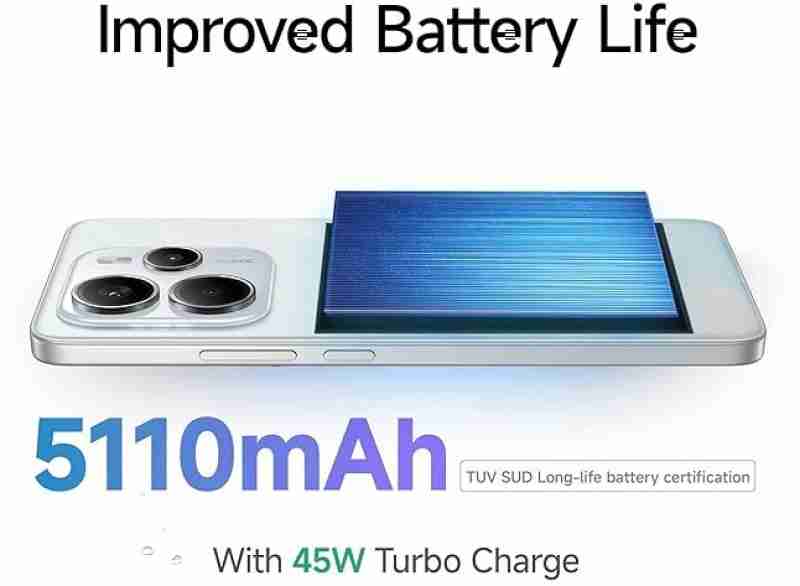 Improved Battery Life
5110mAh
TUV SUD Long-life battery certification
With 45W Turbo Charge